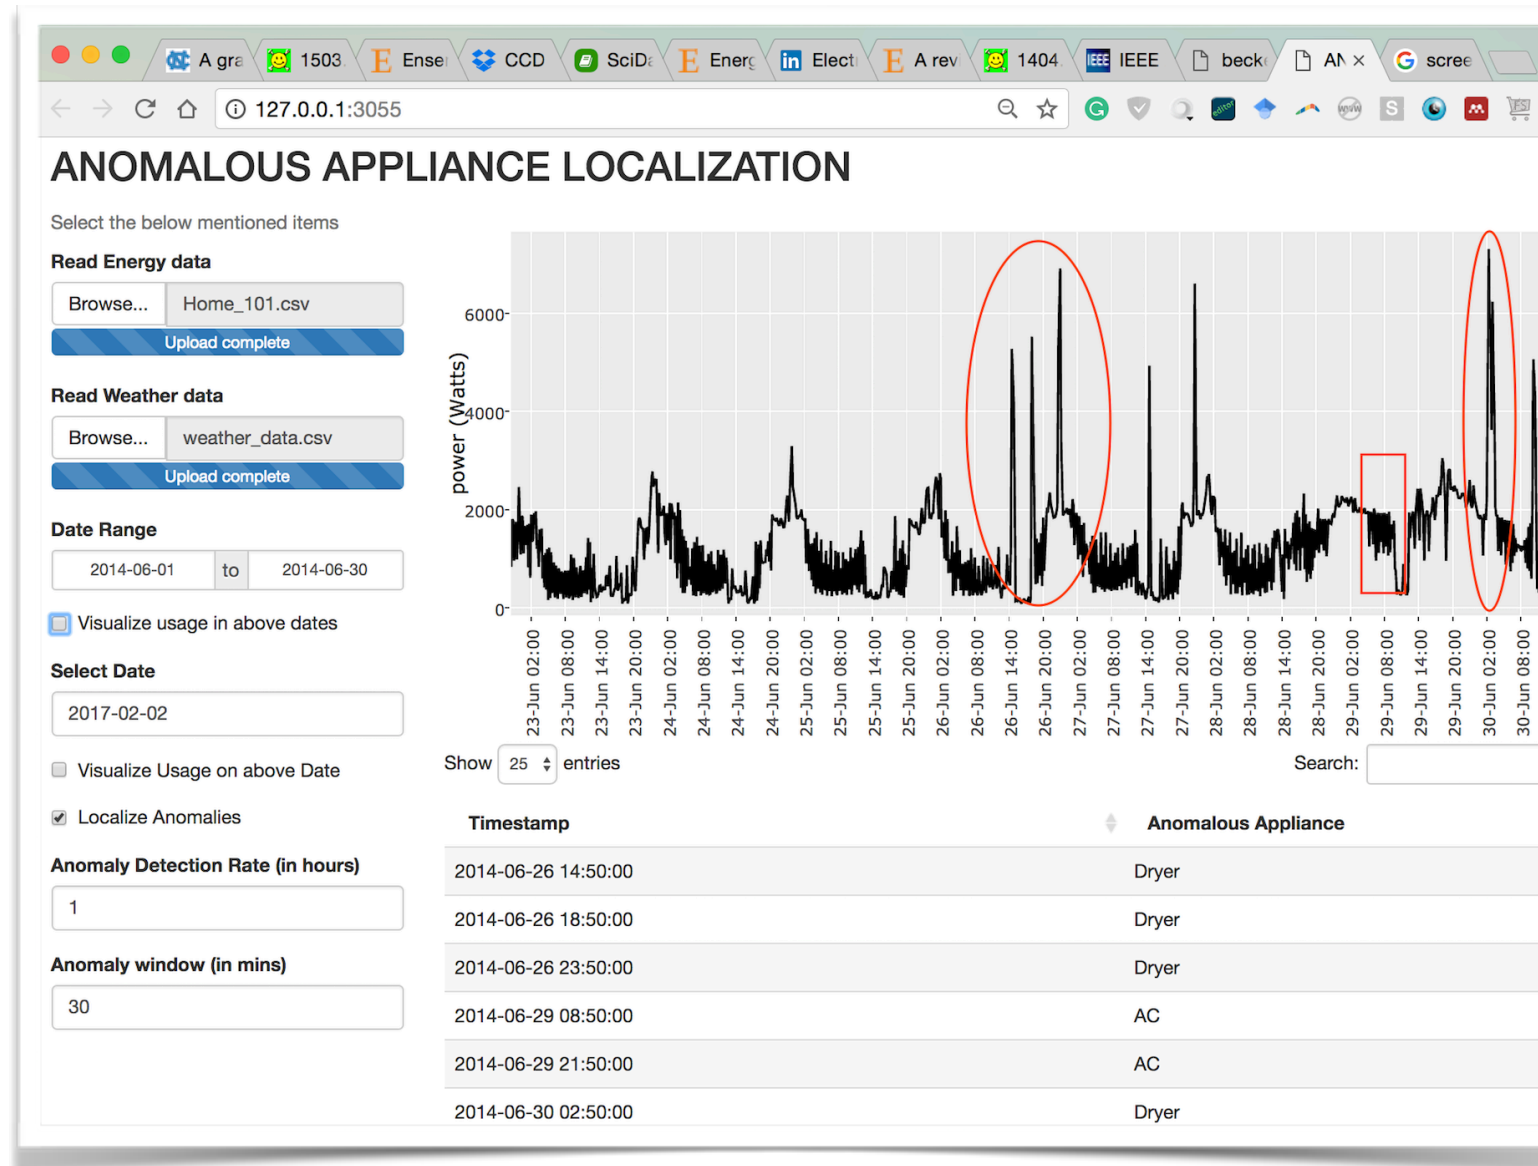 A gra
1503.
Ense
CCD
SciDa
Energ
Elect
A rev
1404.
IEEE
becke
AN
scree
127.0.0.1:3055
ANOMALOUS APPLIANCE LOCALIZATION
Select the below mentioned items
Read Energy data
Browse... Home_101.csv
Upload complete
Read Weather data
Browse... weather_data.csv
Upload complete
Date Range
2014-06-01 to 2014-06-30
Visualize usage in above dates
Select Date
2017-02-02
Visualize Usage on above Date
Localize Anomalies
Anomaly Detection Rate (in hours)
1
Anomaly window (in mins)
30
power (Watts)
6000
4000
2000
0
23-Jun 02:00
23-Jun 08:00
23-Jun 14:00
23-Jun 20:00
24-Jun 02:00
24-Jun 08:00
24-Jun 14:00
24-Jun 20:00
25-Jun 02:00
25-Jun 08:00
25-Jun 14:00
25-Jun 20:00
26-Jun 02:00
26-Jun 08:00
26-Jun 14:00
26-Jun 20:00
27-Jun 02:00
27-Jun 08:00
27-Jun 14:00
27-Jun 20:00
28-Jun 02:00
28-Jun 08:00
28-Jun 14:00
28-Jun 20:00
29-Jun 02:00
29-Jun 08:00
29-Jun 14:00
29-Jun 20:00
30-Jun 02:00
30-Jun 08:00
Show 25 entries
Search:
Timestamp Anomalous Appliance
2014-06-26 14:50:00 Dryer
2014-06-26 18:50:00 Dryer
2014-06-26 23:50:00 Dryer
2014-06-29 08:50:00 AC
2014-06-29 21:50:00 AC
2014-06-30 02:50:00 Dryer